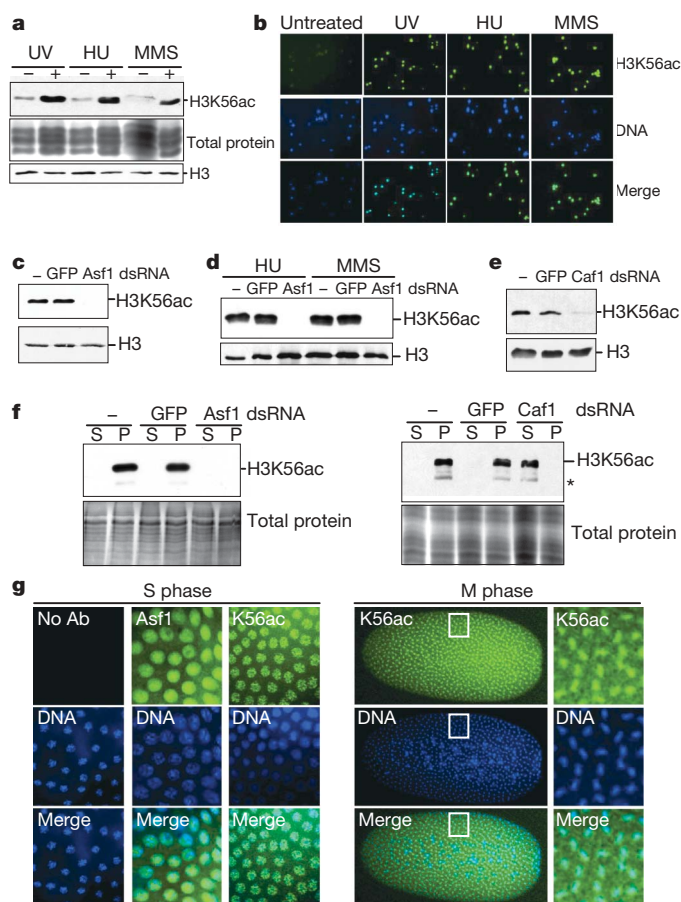 a
UV HU MMS
– + – + – +
H3K56ac
Total protein
H3
b
Untreated UV HU MMS
H3K56ac
DNA
Merge
c
– GFP Asf1 dsRNA
H3K56ac
H3
d
HU MMS
– GFP Asf1 – GFP Asf1 dsRNA
H3K56ac
H3
e
– GFP Caf1 dsRNA
H3K56ac
H3
f
– GFP Asf1 dsRNA
S P S P S P
H3K56ac
Total protein
– GFP Caf1 dsRNA
S P S P S P
H3K56ac
*
Total protein
g
S phase
No Ab Asf1 K56ac
DNA DNA DNA
Merge Merge Merge
M phase
K56ac K56ac
DNA DNA
Merge Merge